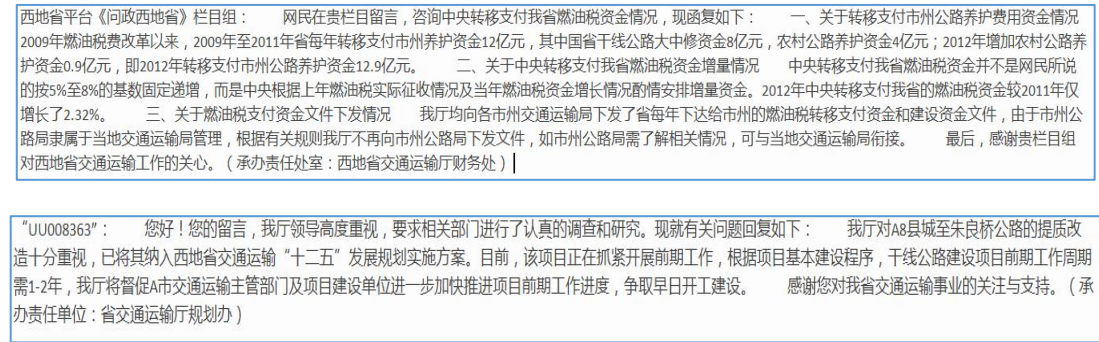 西地省平台《问政西地省》栏目组：　　网民在贵栏目留言，咨询中央转移支付我省燃油税资金情况，现函复如下：　　一、关于转移支付市州公路养护费用资金情况
2009年燃油税费改革以来，2009年至2011年省每年转移支付市州养护资金12亿元，其中国省干线公路大中修资金8亿元，农村公路养护资金4亿元；2012年增加农村公路养
护资金0.9亿元，即2012年转移支付市州公路养护资金12.9亿元。　　二、关于中央转移支付我省燃油税资金增量情况　　中央转移支付我省燃油税资金并不是网民所说
的按5%至8%的基数固定递增，而是中央根据上年燃油税实际征收情况及当年燃油税资金增长情况酌情安排增量资金。2012年中央转移支付我省的燃油税资金较2011年仅
增长了2.32%。　　三、关于燃油税支付资金文件下发情况　　我厅均向各市州交通运输局下发了省每年下达给市州的燃油税转移支付资金和建设资金文件，由于市州公
路局隶属于当地交通运输局管理，根据有关规则我厅不再向市州公路局下发文件，如市州公路局需了解相关情况，可与当地交通运输局衔接。　　最后，感谢贵栏目组
对西地省交通运输工作的关心。（承办责任处室：西地省交通运输厅财务处）
“UU008363”：　　您好！您的留言，我厅领导高度重视，要求相关部门进行了认真的调查和研究。现就有关问题回复如下：　　我厅对A8县城至朱良桥公路的提质改
造十分重视，已将其纳入西地省交通运输“十二五”发展规划实施方案。目前，该项目正在抓紧开展前期工作，根据项目基本建设程序，干线公路建设项目前期工作周期
需1-2年，我厅将督促A市交通运输主管部门及项目建设单位进一步加快推进项目前期工作进度，争取早日开工建设。　　感谢您对我省交通运输事业的关注与支持。（承
办责任单位：省交通运输厅规划办）